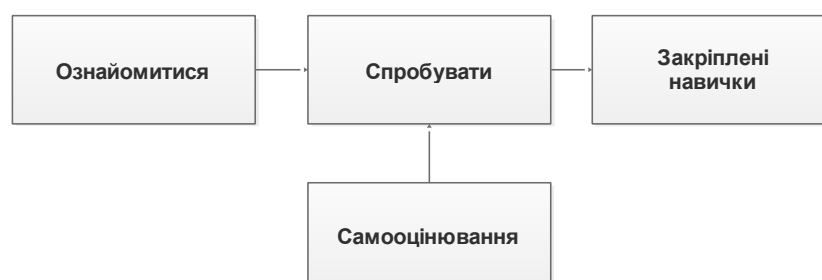 Ознайомитися
Спробувати
Закріплені
навички
Самооцінювання